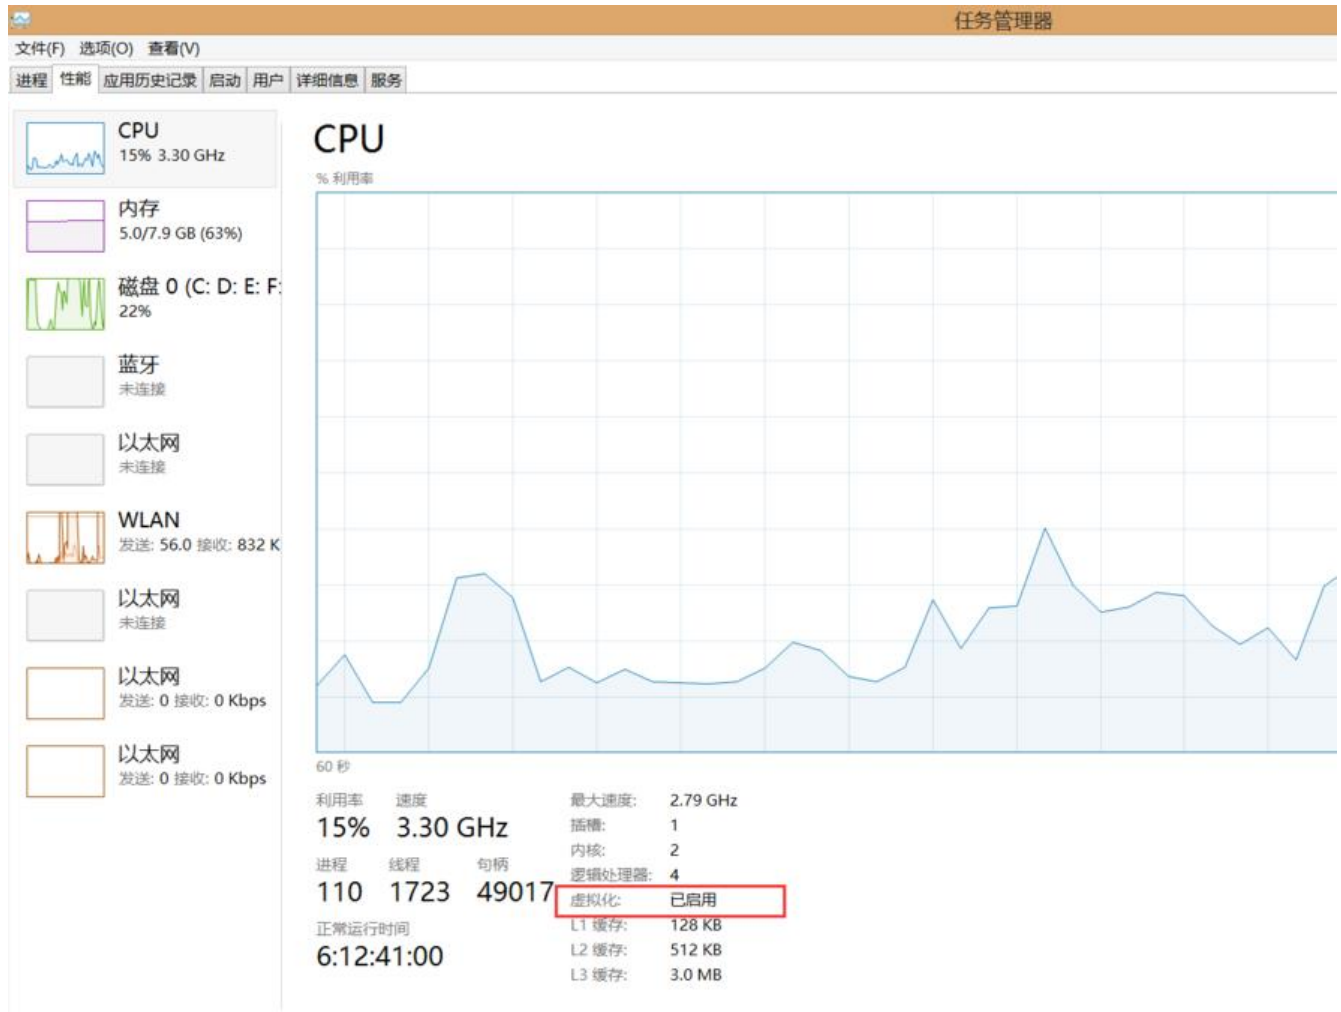 任务管理器
文件(F) 选项(O) 查看(V)
进程 性能 应用历史记录 启动 用户 详细信息 服务
CPU
15% 3.30 GHz
内存
5.0/7.9 GB (63%)
磁盘 0 (C: D: E: F:
22%
蓝牙
未连接
以太网
未连接
WLAN
发送: 56.0 接收: 832 K
以太网
未连接
以太网
发送: 0 接收: 0 Kbps
以太网
发送: 0 接收: 0 Kbps
CPU
% 利用率
60 秒
利用率 速度
15% 3.30 GHz
进程 线程 句柄
110 1723 49017
正常运行时间
6:12:41:00
最大速度: 2.79 GHz
插槽: 1
内核: 2
逻辑处理器: 4
虚拟化: 已启用
L1 缓存: 128 KB
L2 缓存: 512 KB
L3 缓存: 3.0 MB